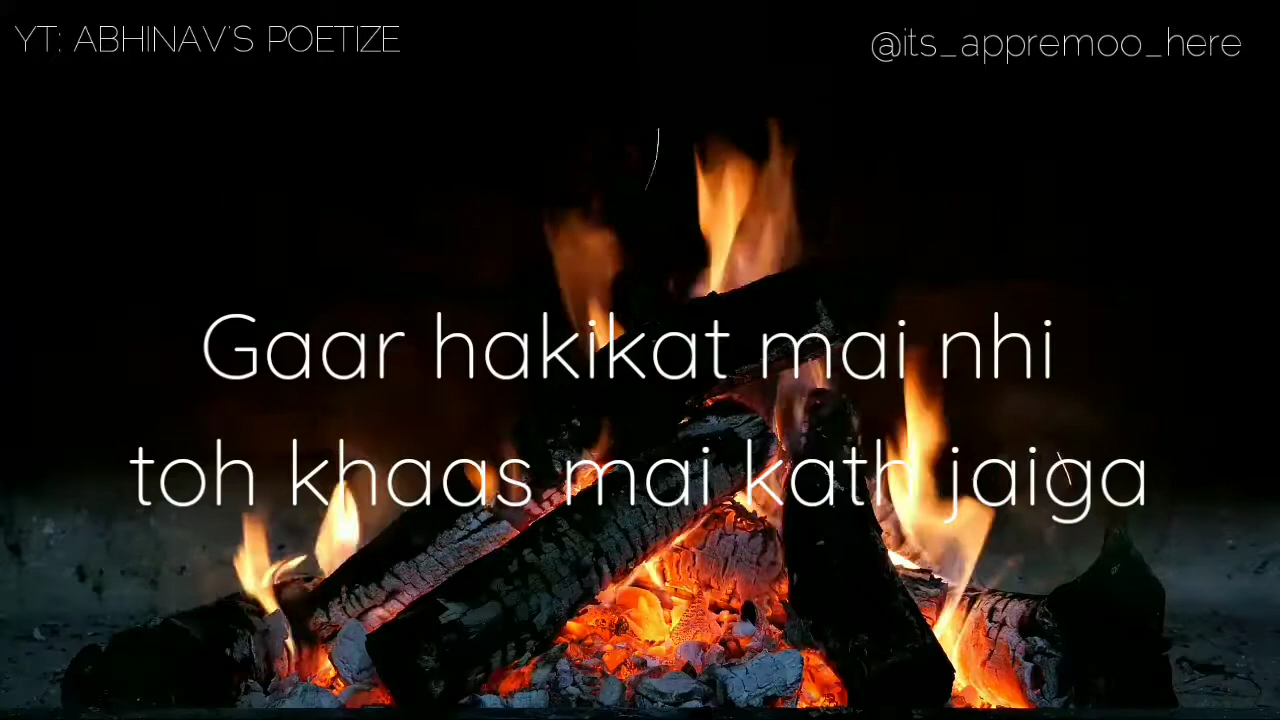 YT: ABHINAV'S POETIZE
@its_appremoo_here
Gaar hakikat mai nhi
toh khaas mai kath jaiga